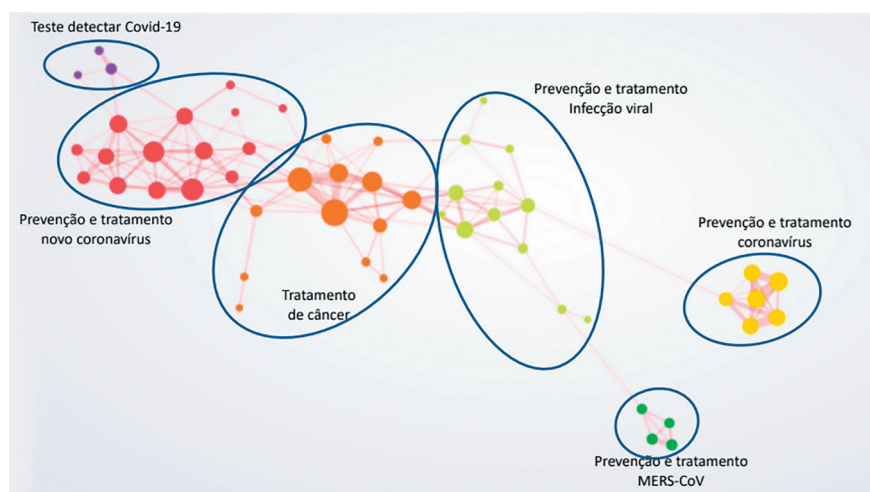 Teste detectar Covid-19
Prevenção e tratamento
Infecção viral
Prevenção e tratamento
novo coronavírus
Prevenção e tratamento
coronavírus
Tratamento
de câncer
Prevenção e tratamento
MERS-CoV